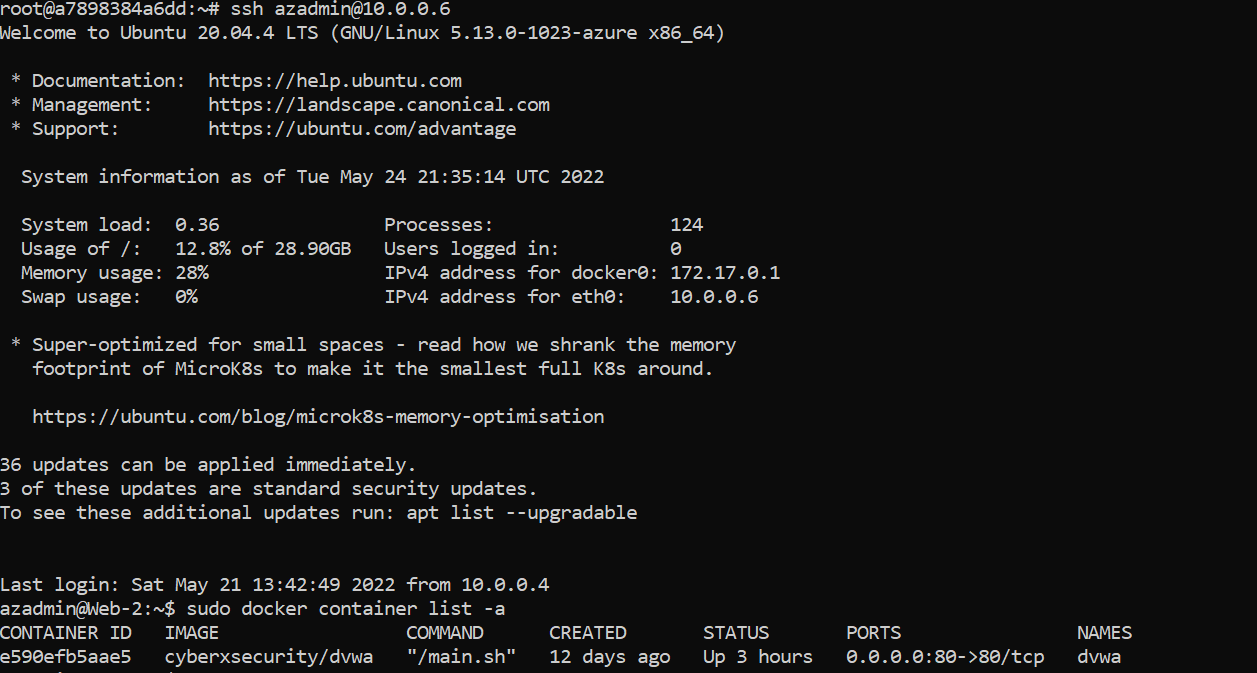 root@a7898384a6dd:~# ssh azadmin@10.0.0.6
Welcome to Ubuntu 20.04.4 LTS (GNU/Linux 5.13.0-1023-azure x86_64)
* Documentation: https://help.ubuntu.com
* Management: https://landscape.canonical.com
* Support: https://ubuntu.com/advantage
System information as of Tue May 24 21:35:14 UTC 2022
System load: 0.36 Processes: 124
Usage of /: 12.8% of 28.90GB Users logged in: 0
Memory usage: 28% IPv4 address for docker0: 172.17.0.1
Swap usage: 0% IPv4 address for eth0: 10.0.0.6
* Super-optimized for small spaces - read how we shrank the memory
footprint of MicroK8s to make it the smallest full K8s around.
https://ubuntu.com/blog/microk8s-memory-optimisation
36 updates can be applied immediately.
3 of these updates are standard security updates.
To see these additional updates run: apt list --upgradable
Last login: Sat May 21 13:42:49 2022 from 10.0.0.4
azadmin@Web-2:~$ sudo docker container list -a
CONTAINER ID IMAGE COMMAND CREATED STATUS PORTS NAMES
e590efb5aae5 cyberxsecurity/dvwa "/main.sh" 12 days ago Up 3 hours 0.0.0.0:80->80/tcp dvwa